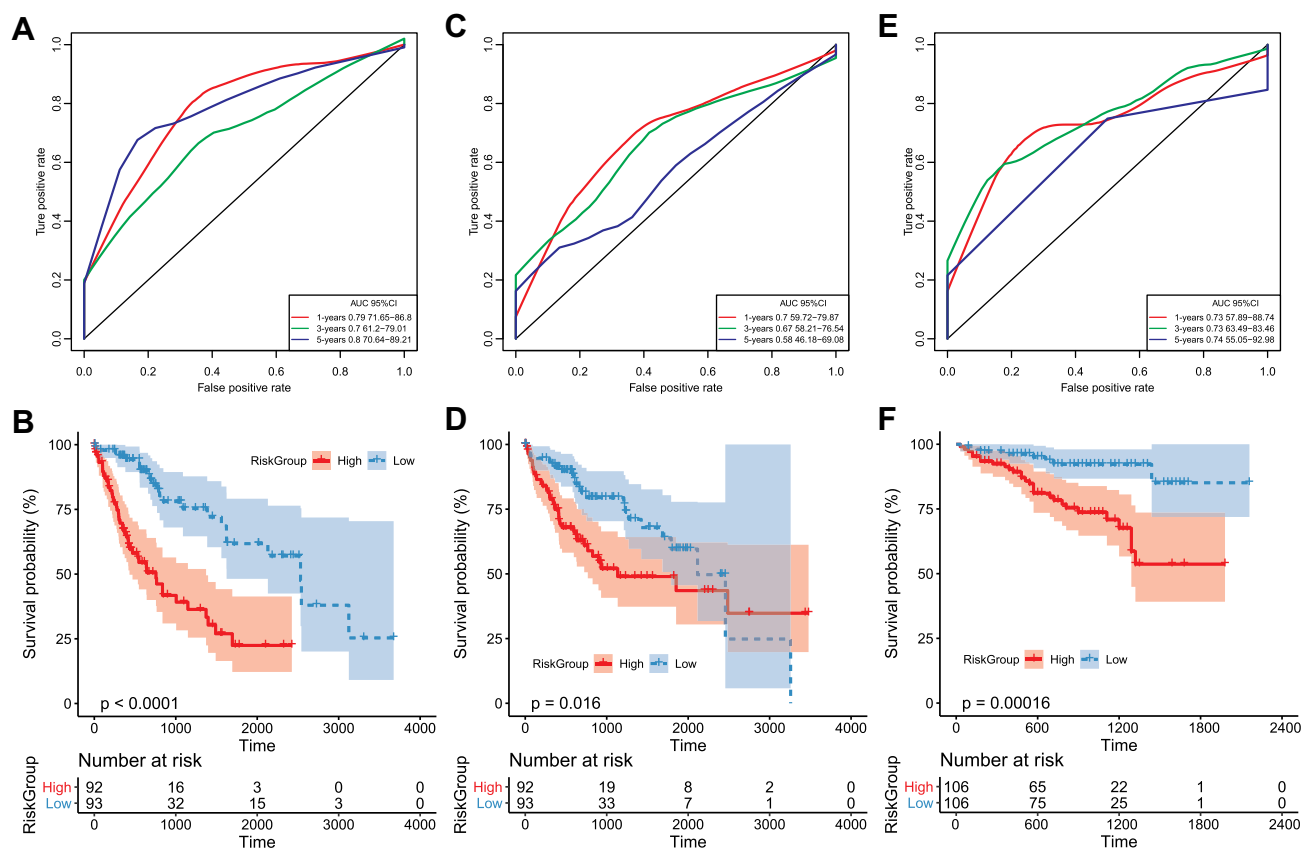 A
Ture positive rate
1.0
0.8
0.6
0.4
0.2
0.0
AUC 95%CI
1-years 0.79 71.65-86.8
3-years 0.7 61.2-79.01
5-years 0.8 70.64-89.21
0.0 0.2 0.4 0.6 0.8 1.0
False positive rate
C
Ture positive rate
1.0
0.8
0.6
0.4
0.2
0.0
AUC 95%CI
1-years 0.7 59.72-79.87
3-years 0.67 58.21-76.54
5-years 0.58 46.18-69.08
0.0 0.2 0.4 0.6 0.8 1.0
False positive rate
E
Ture positive rate
1.0
0.8
0.6
0.4
0.2
0.0
AUC 95%CI
1-years 0.73 57.89-88.74
3-years 0.73 63.49-83.46
5-years 0.74 55.05-92.98
0.0 0.2 0.4 0.6 0.8 1.0
False positive rate
B
Survival probability (%)
100
75
50
25
0
RiskGroup High Low
p < 0.0001
0 1000 2000 3000 4000
Time
Number at risk
RiskGroup
High 92 16 3 0 0
Low 93 32 15 3 0
0 1000 2000 3000 4000
Time
D
Survival probability (%)
100
75
50
25
0
RiskGroup High Low
p = 0.016
0 1000 2000 3000 4000
Time
Number at risk
RiskGroup
High 92 19 8 2 0
Low 93 33 7 1 0
0 1000 2000 3000 4000
Time
F
Survival probability (%)
100
75
50
25
0
RiskGroup High Low
p = 0.00016
0 600 1200 1800 2400
Time
Number at risk
RiskGroup
High 106 65 22 1 0
Low 106 75 25 1 0
0 600 1200 1800 2400
Time